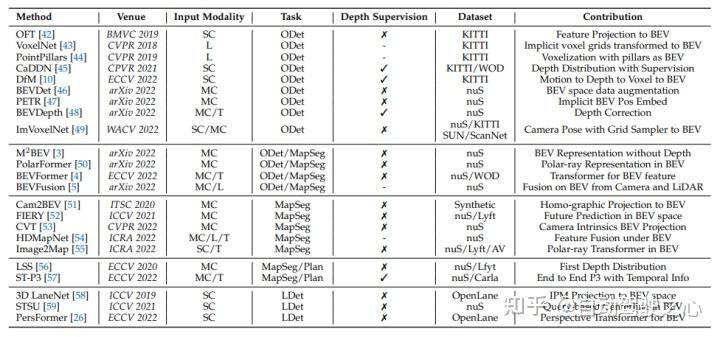 Method Venue Input Modality Task Depth Supervision Dataset Contribution
OFT [42] BMVC 2019 SC ODet ✗ KITTI Feature Projection to BEV
VoxelNet [43] CVPR 2018 L ODet - KITTI Implicit voxel grids transformed to BEV
PointPillars [44] CVPR 2019 L ODet - KITTI Voxelization with pillars as BEV
CaDDN [45] CPVR 2021 SC ODet ✓ KITTI/WOD Depth Distribution with Supervision
DfM [10] ECCV 2022 SC ODet ✓ KITTI Motion to Depth to Voxel to BEV
BEVDet [46] arXiv 2022 MC ODet ✗ nuS BEV space data augmentation
PETR [47] arXiv 2022 MC ODet ✗ nuS Implicit BEV Pos Embed
BEVDepth [48] arXiv 2022 MC/T ODet ✓ nuS Depth Correction
ImVoxelNet [49] WACV 2022 SC/MC ODet ✗ nuS/KITTI Camera Pose with Grid Sampler to BEV
SUN/ScanNet
M²BEV [3] arXiv 2022 MC ODet/MapSeg ✗ nuS BEV Representation without Depth
PolarFormer [50] arXiv 2022 MC ODet/MapSeg ✗ nuS Polar-ray Representation in BEV
BEVFormer [4] ECCV 2022 MC/T ODet/MapSeg ✗ nuS/WOD Transformer for BEV feature
BEVFusion [5] arXiv 2022 MC/L ODet/MapSeg - nuS Fusion on BEV from Camera and LiDAR
Cam2BEV [51] ITSC 2020 MC MapSeg ✗ Synthetic Homo-graphic Projection to BEV
FIERY [52] ICCV 2021 MC MapSeg ✗ nuS/Lyft Future Prediction in BEV space
CVT [53] CVPR 2022 MC MapSeg ✗ nuS Camera Intrinsics BEV Projection
HDMapNet [54] ICRA 2022 MC/L/T MapSeg ✗ nuS Feature Fusion under BEV
Image2Map [55] ICRA 2022 SC/T MapSeg ✗ nuS/Lyft/AV Polar-ray Transformer in BEV
LSS [56] ECCV 2020 MC MapSeg/Plan ✗ nuS/Lfyt First Depth Distribution
ST-P3 [57] ECCV 2022 MC/T MapSeg/Plan ✓ nuS/Carla End to End P3 with Temporal Info
3D LaneNet [58] ICCV 2019 SC LDet ✗ OpenLane IPM Projection to BEV space
STSU [59] ICCV 2021 SC LDet ✗ nuS
PersFormer [26] ECCV 2022 SC LDet ✗ OpenLane Perspective Transformer for BEV
知乎 @自动驾驶之心